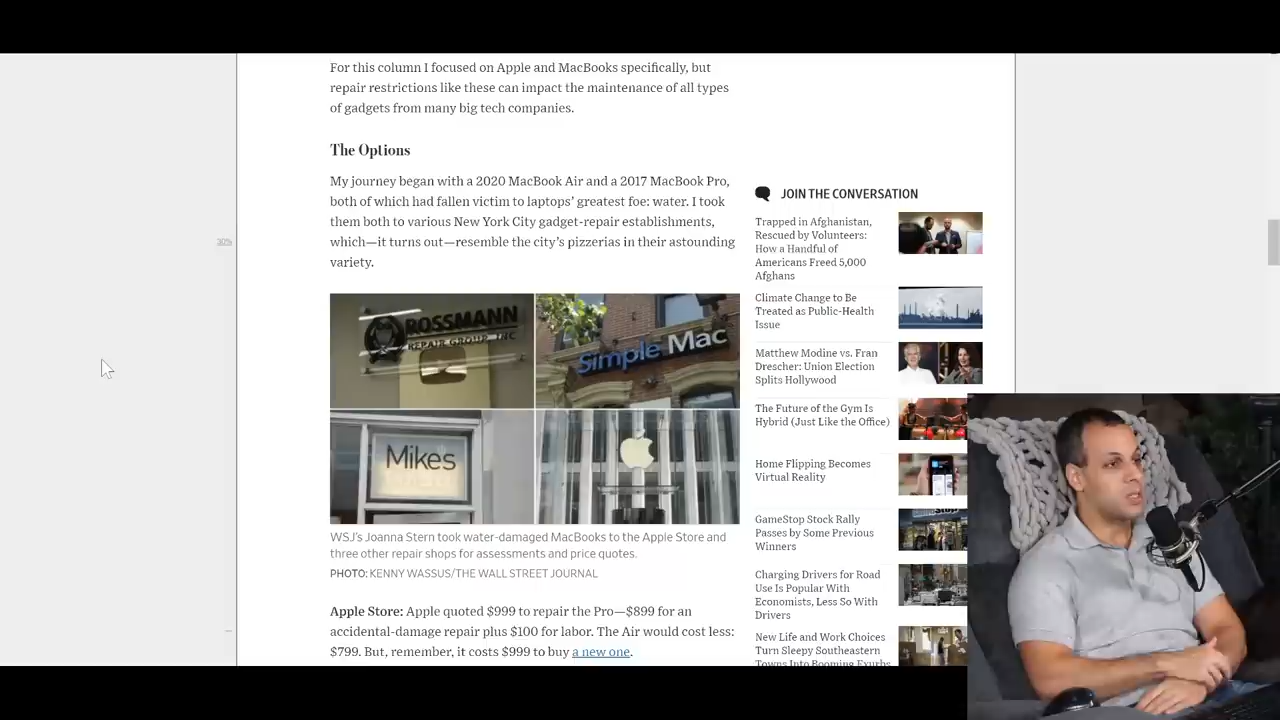 For this column I focused on Apple and MacBooks specifically, but
repair restrictions like these can impact the maintenance of all types
of gadgets from many big tech companies.
The Options
My journey began with a 2020 MacBook Air and a 2017 MacBook Pro,
both of which had fallen victim to laptops’ greatest foe: water. I took
them both to various New York City gadget-repair establishments,
which—it turns out—resemble the city’s pizzerias in their astounding
variety.
30%
ROSSMANN
REPAIR GROUP, INC
Simple Mac
Mikes
WSJ’s Joanna Stern took water-damaged MacBooks to the Apple Store and
three other repair shops for assessments and price quotes.
PHOTO: KENNY WASSUS/THE WALL STREET JOURNAL
Apple Store: Apple quoted $999 to repair the Pro—$899 for an
accidental-damage repair plus $100 for labor. The Air would cost less:
$799. But, remember, it costs $999 to buy a new one.
JOIN THE CONVERSATION
Trapped in Afghanistan,
Rescued by Volunteers:
How a Handful of
Americans Freed 5,000
Afghans
Climate Change to Be
Treated as Public-Health
Issue
Matthew Modine vs. Fran
Drescher: Union Election
Splits Hollywood
The Future of the Gym Is
Hybrid (Just Like the Office)
Home Flipping Becomes
Virtual Reality
GameStop Stock Rally
Passes by Some Previous
Winners
Charging Drivers for Road
Use Is Popular With
Economists, Less So With
Drivers
New Life and Work Choices
Turn Sleepy Southeastern
Towns Into Booming Exurbs